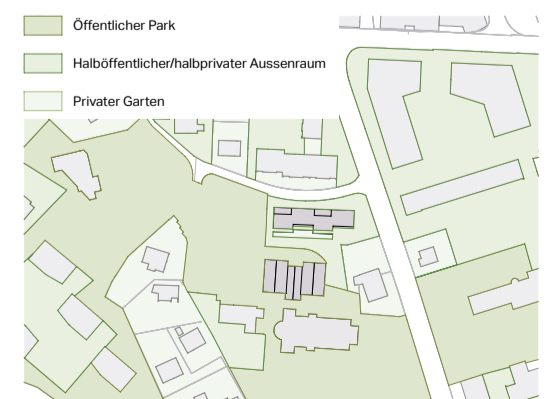 Öffentlicher Park
Halböffentlicher/halbprivater Aussenraum
Privater Garten